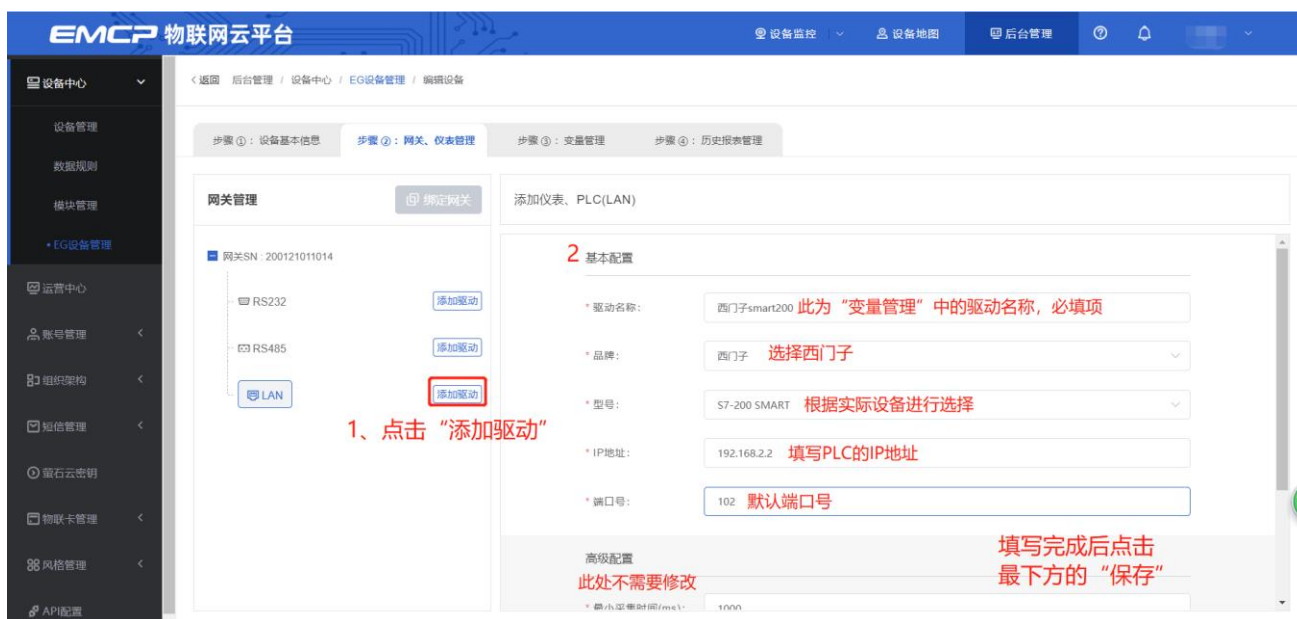 EMCP 物联网云平台
设备监控
设备地图
后台管理
设备中心
<返回 后台管理 / 设备中心 / EG设备管理 / 编辑设备
设备管理
数据规则
模块管理
•EG设备管理
运营中心
账号管理
组织架构
短信管理
萤石云密钥
物联卡管理
风格管理
API配置
步骤①：设备基本信息
步骤②：网关、仪表管理
步骤③：变量管理
步骤④：历史报表管理
网关管理
绑定网关
网关SN : 200121011014
RS232
添加驱动
RS485
添加驱动
LAN
添加驱动
1、点击“添加驱动”
添加仪表、PLC(LAN)
2 基本配置
* 驱动名称： 西门子smart200 此为“变量管理”中的驱动名称，必填项
* 品牌： 西门子 选择西门子
* 型号： S7-200 SMART 根据实际设备进行选择
* IP地址： 192.168.2.2 填写PLC的IP地址
* 端口号： 102 默认端口号
高级配置
此处不需要修改
填写完成后点击
最下方的“保存”
* 最小采集时间(ms)： 1000